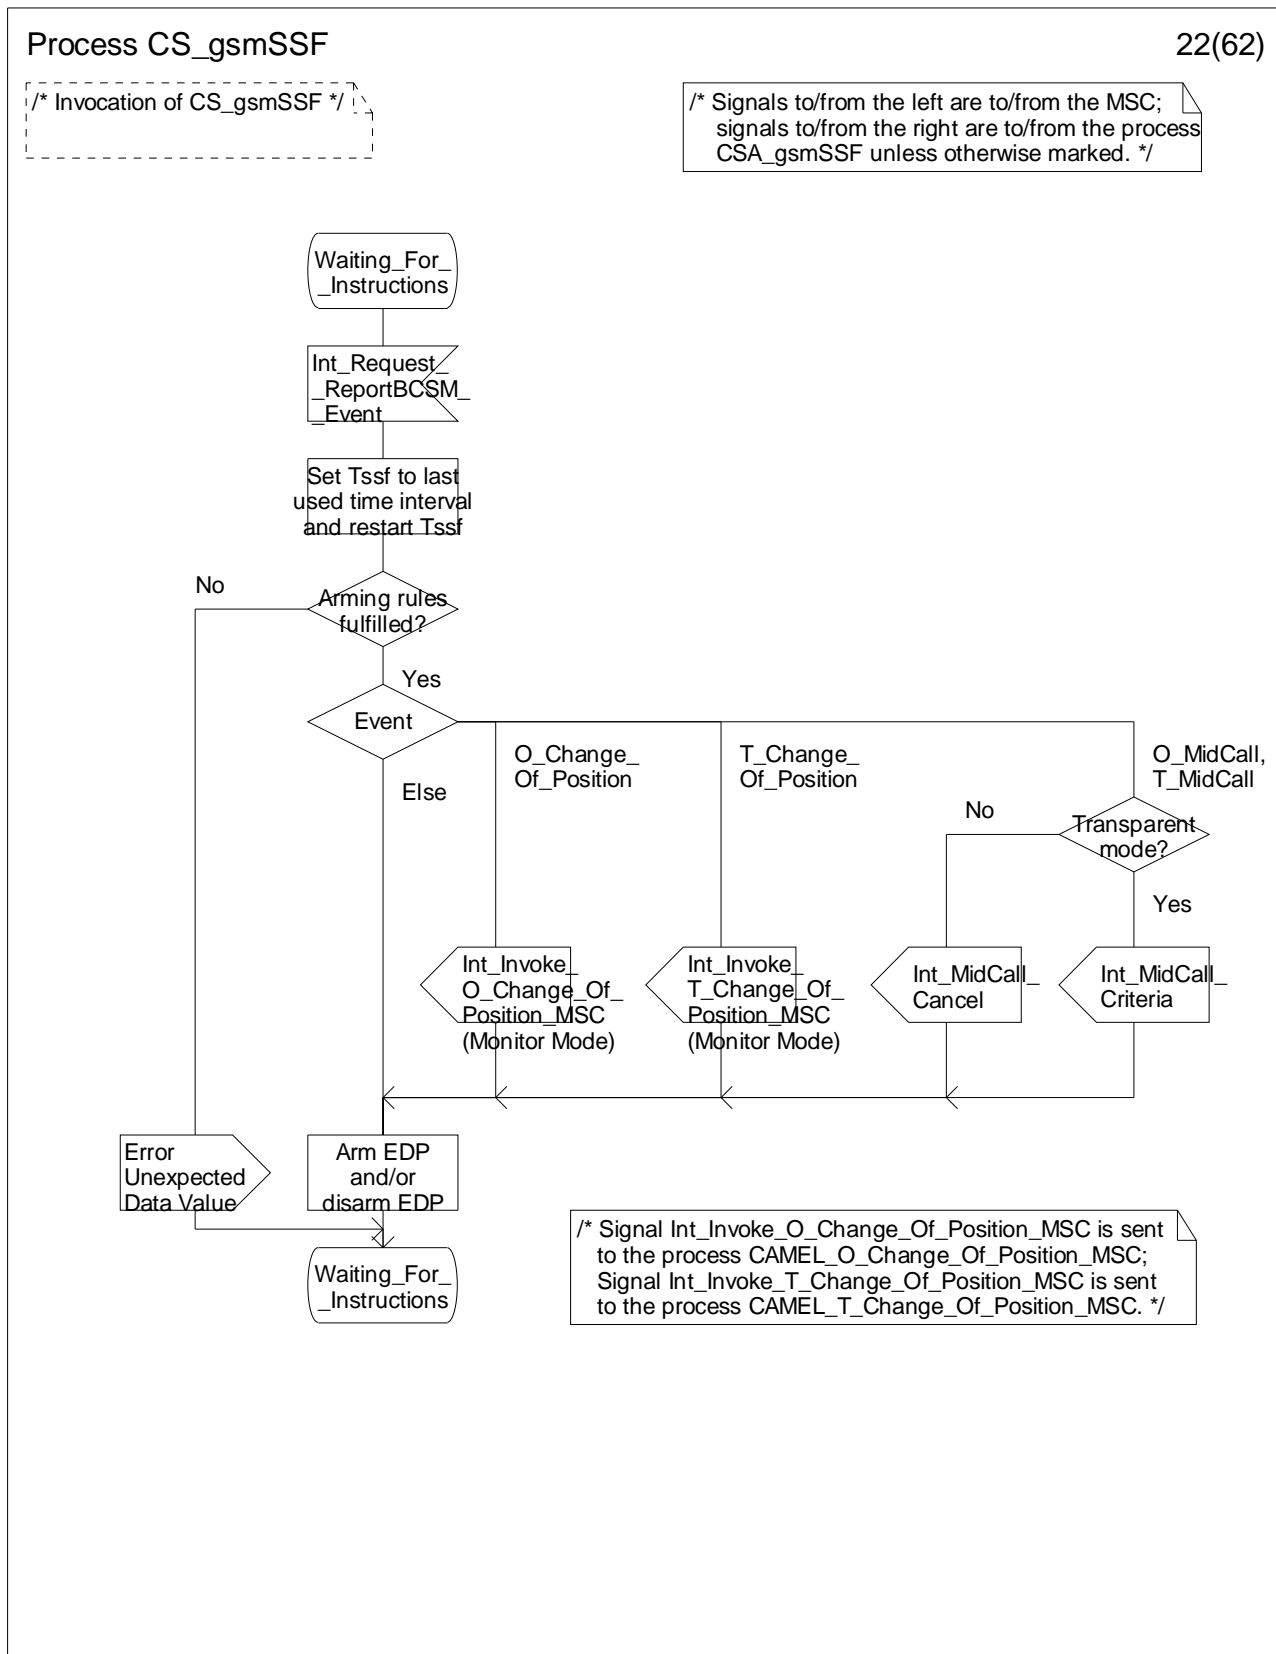 Process CS_gsmSSF
22(62)
/* Invocation of CS_gsmSSF */
/* Signals to/from the left are to/from the MSC;
signals to/from the right are to/from the process
CSA_gsmSSF unless otherwise marked. */
Waiting_For_
_Instructions
Int_Request_
_ReportBCSM_
_Event
Set Tssf to last
used time interval
and restart Tssf
No
Arming rules
fulfilled?
Yes
Event
O_Change_
Of_Position
T_Change_
Of_Position
O_MidCall,
T_MidCall
Else
No
Transparent
mode?
Yes
Int_Invoke_
O_Change_Of_
Position_MSC
(Monitor Mode)
Int_Invoke_
T_Change_Of_
Position_MSC
(Monitor Mode)
Int_MidCall_
Cancel
Int_MidCall_
Criteria
Error
Unexpected
Data Value
Arm EDP
and/or
disarm EDP
/* Signal Int_Invoke_O_Change_Of_Position_MSC is sent
to the process CAMEL_O_Change_Of_Position_MSC;
Signal Int_Invoke_T_Change_Of_Position_MSC is sent
to the process CAMEL_T_Change_Of_Position_MSC. */
Waiting_For_
_Instructions